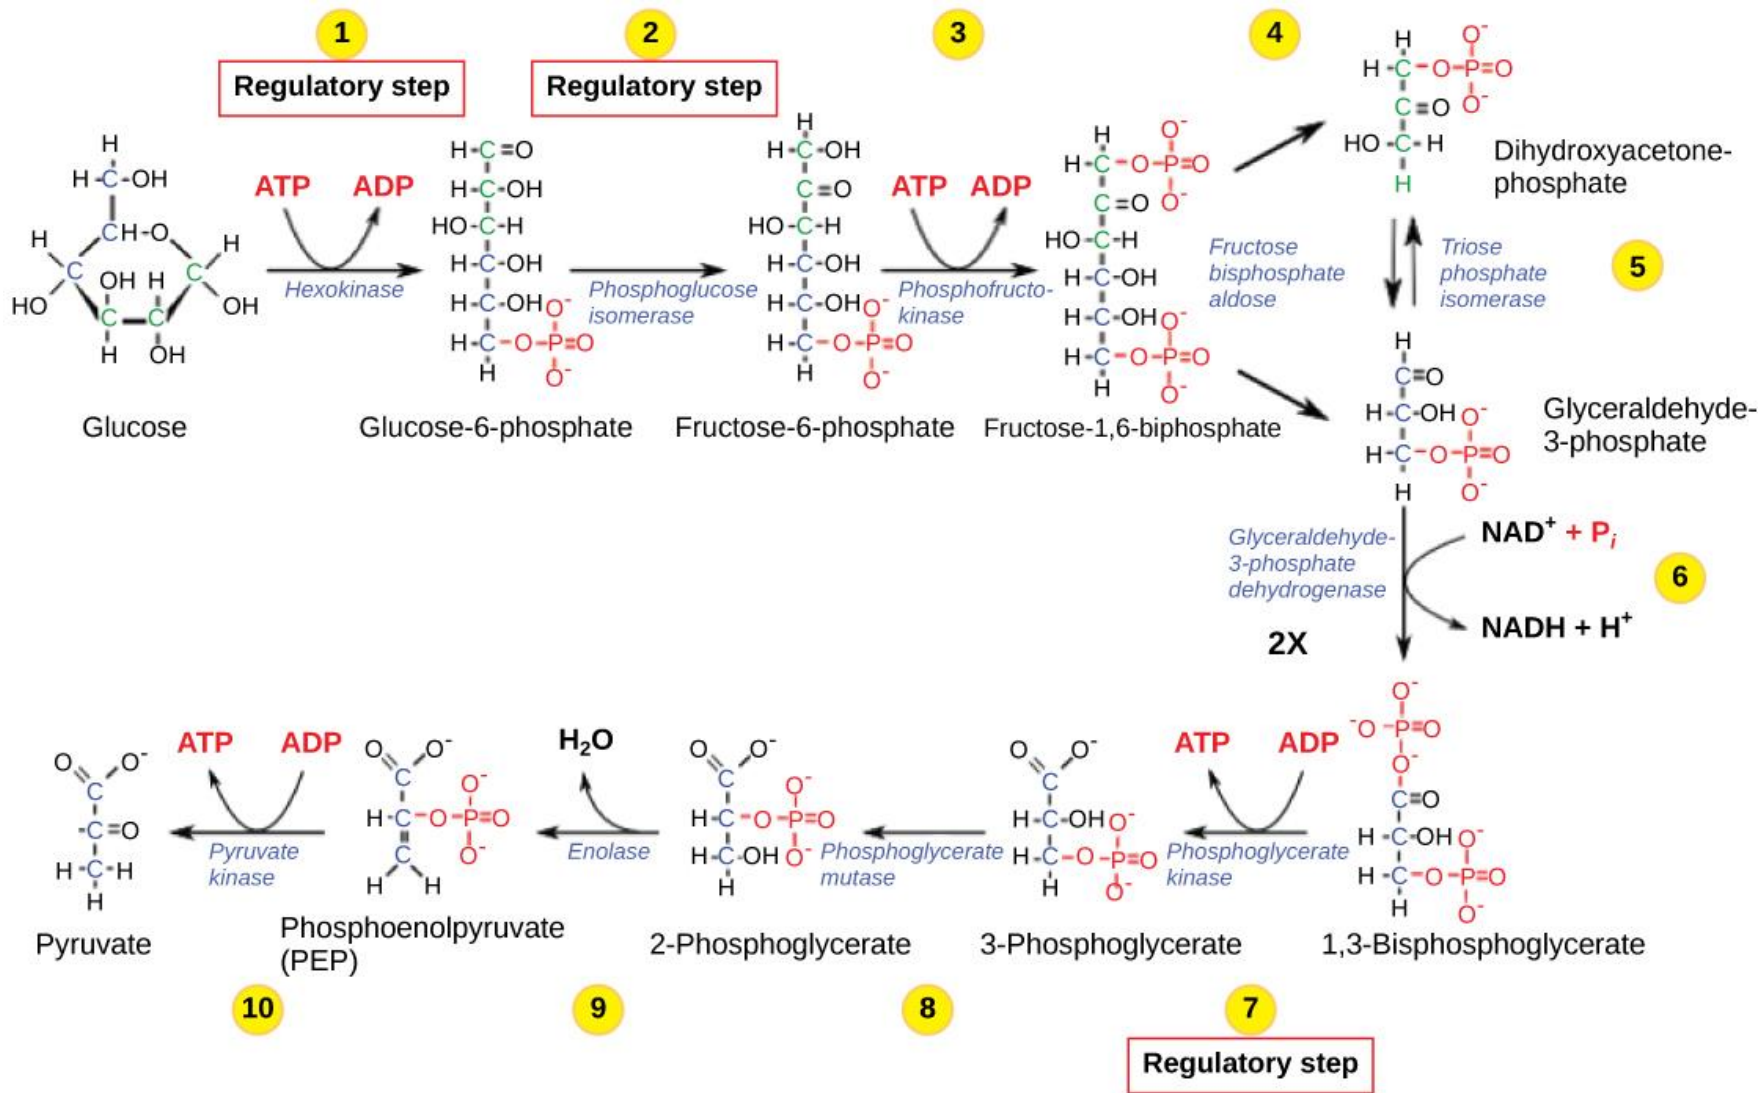 1
2
3
4
Regulatory step
Regulatory step
Glucose
ATP
ADP
Hexokinase
Glucose-6-phosphate
Phosphoglucose
isomerase
Fructose-6-phosphate
ATP
ADP
Phosphofructo-
kinase
Fructose-1,6-biphosphate
Fructose
bisphosphate
aldose
Dihydroxyacetone-
phosphate
Triose
phosphate
isomerase
5
Glyceraldehyde-
3-phosphate
Glyceraldehyde-
3-phosphate
dehydrogenase
NAD+ + Pi
NADH + H+
6
2X
1,3-Bisphosphoglycerate
ATP
ADP
Phosphoglycerate
kinase
7
Regulatory step
3-Phosphoglycerate
Phosphoglycerate
mutase
8
2-Phosphoglycerate
H2O
Enolase
9
Phosphoenolpyruvate
(PEP)
ATP
ADP
Pyruvate
kinase
10
Pyruvate